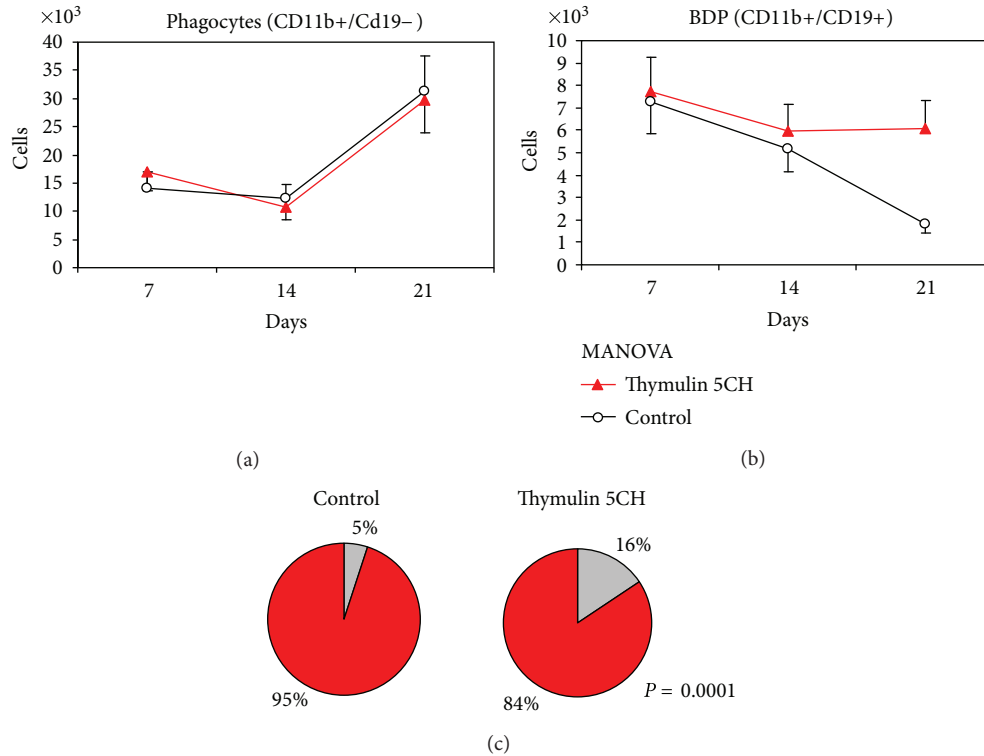 Phagocytes (CD11b+/Cd19−)
×10³
40
35
30
25
20
15
10
5
0
Cells
7 14 21
Days
(a)
BDP (CD11b+/CD19+)
×10³
10
9
8
7
6
5
4
3
2
1
0
Cells
7 14 21
Days
MANOVA
Thymulin 5CH
Control
(b)
Control
5%
95%
Thymulin 5CH
16%
84%
P = 0.0001
(c)